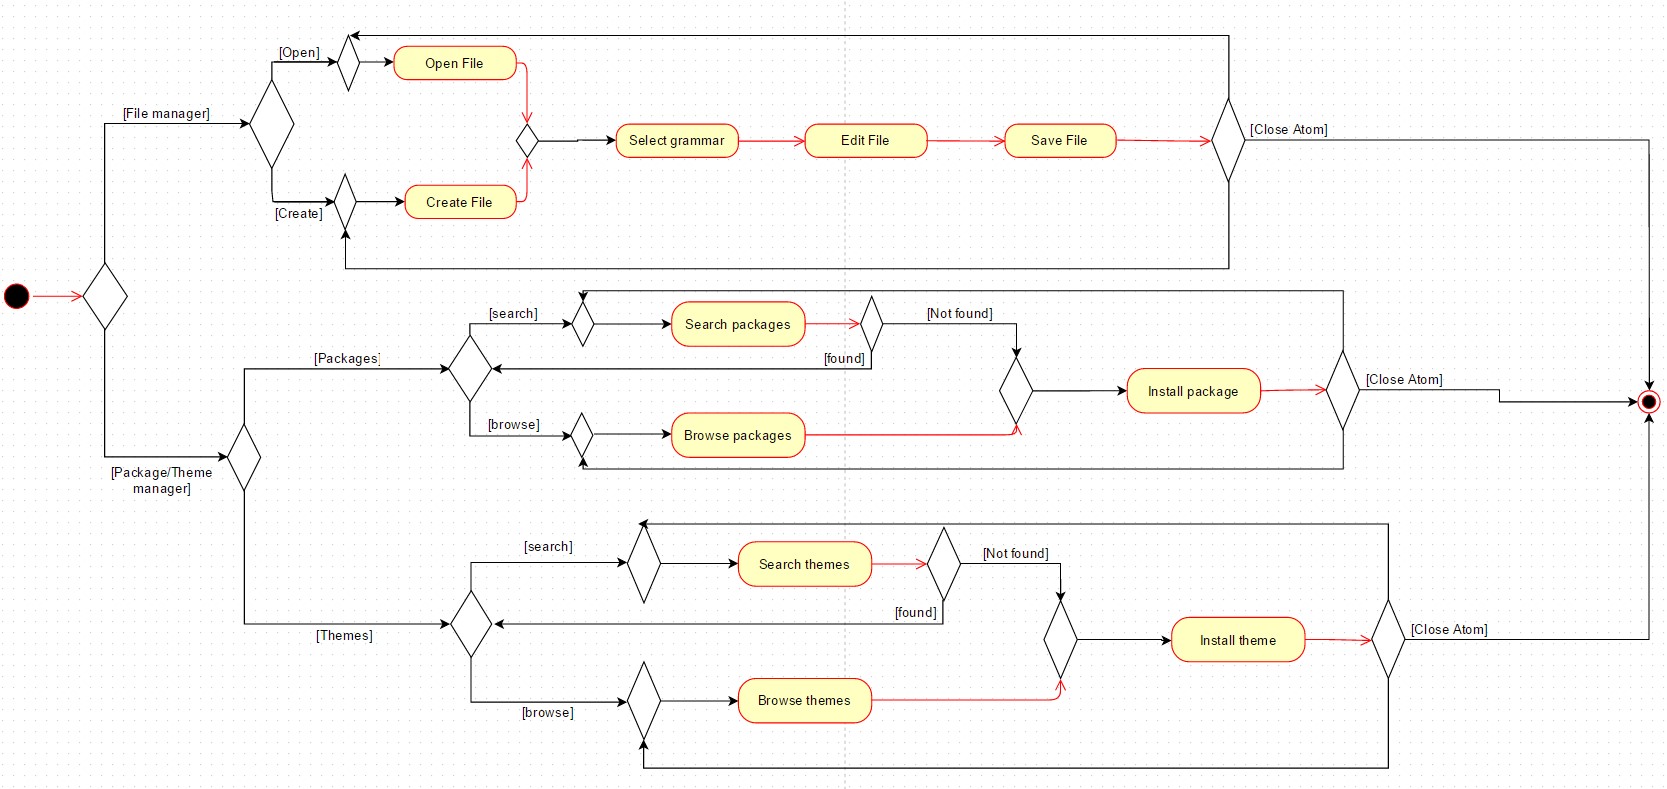 [Open]
Open File
[File manager]
[Close Atom]
Select grammar
Edit File
Save File
Create File
[Create]
[search]
Search packages
[Not found]
[Packages]
[found]
[Close Atom]
Install package
[browse]
Browse packages
[Package/Theme
manager]
[search]
Search themes
[Not found]
[found]
[Themes]
[Close Atom]
Install theme
Browse themes
[browse]